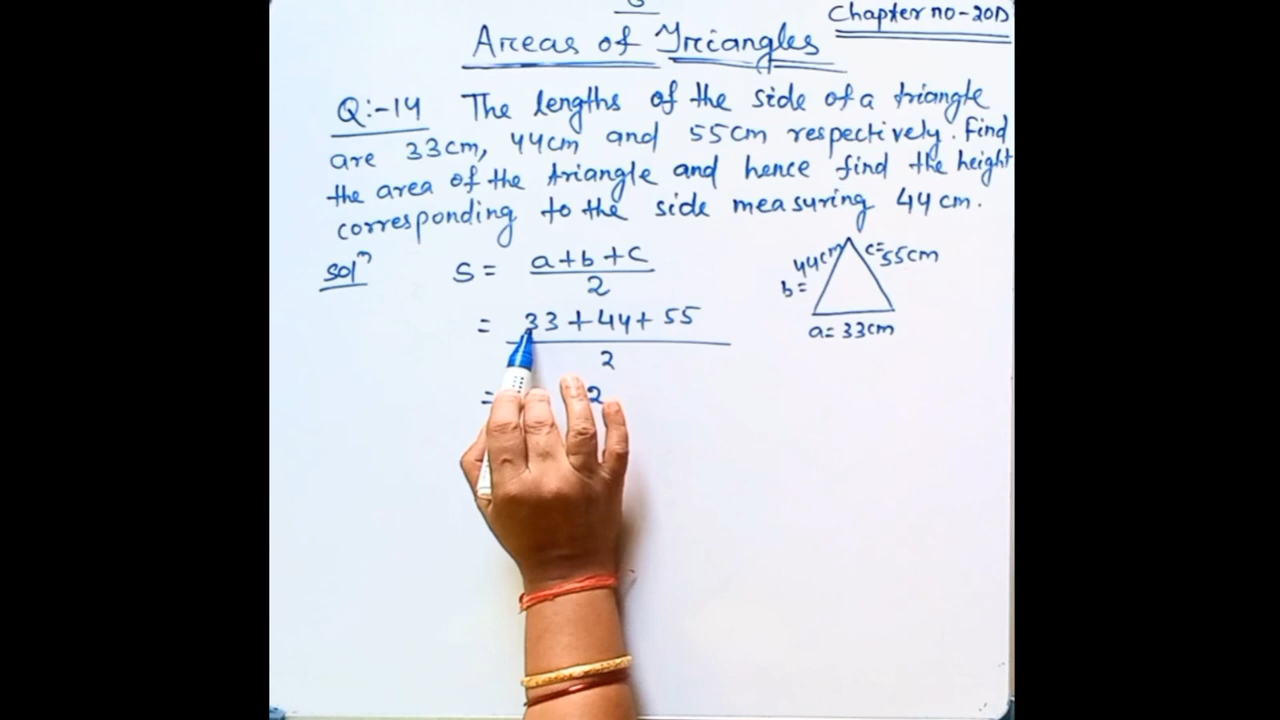 Chapter no-20D
Areas of Triangles
Q:-14 The lengths of the side of a triangle
are 33cm, 44cm and 55cm respectively. Find
the area of the triangle and hence find the height
corresponding to the side measuring 44cm.
Solⁿ
S = a+b+c
2
= 33+44+55
2
= 2
44cm
b=
c=
55cm
a=33cm